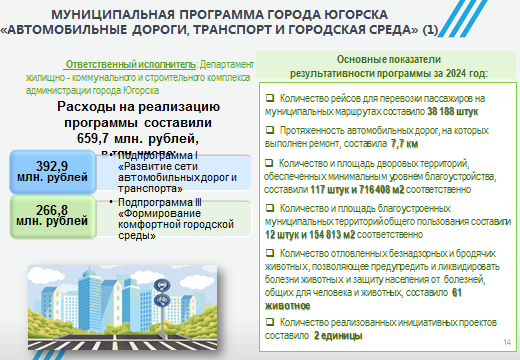 МУНИЦИПАЛЬНАЯ ПРОГРАММА ГОРОДА ЮГОРСКА
«АВТОМОБИЛЬНЫЕ ДОРОГИ, ТРАНСПОРТ И ГОРОДСКАЯ СРЕДА» (1)
Ответственный исполнитель: Департамент
жилищно - коммунального и строительного комплекса
администрации города Югорска
Расходы на реализацию
программы составили
659,7 млн. рублей,
в том числе:
392,9
млн. рублей
• Подпрограмма I
«Развитие сети
автомобильных дорог и
транспорта»
266,8
млн. рублей
• Подпрограмма III
«Формирование
комфортной городской
среды»
Основные показатели
результативности программы за 2024 год:
Количество рейсов для перевозки пассажиров на
муниципальных маршрутах составило 38 188 штук
Протяженность автомобильных дорог, на которых
выполнен ремонт, составила 7,7 км
Количество и площадь дворовых территорий,
обеспеченных минимальным уровнем благоустройства,
составили 117 штук и 716 408 м2 соответственно
Количество и площадь благоустроенных
муниципальных территорий общего пользования составили
12 штук и 154 813 м2 соответственно
Количество отловленных безнадзорных и бродячих
животных, позволяющее предупредить и ликвидировать
болезни животных и защиту населения от болезней,
общих для человека и животных, составило 61
животное
Количество реализованных инициативных проектов
составило 2 единицы
14